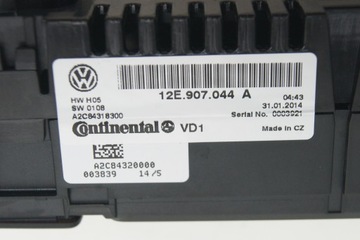 12E.907.044 A
HW H05
SW 0108
A2C84318300
04:43
31.01.2014
Serial No. 0003921
Continental VD1
Made in CZ
A2C84320000
003B39 14/5